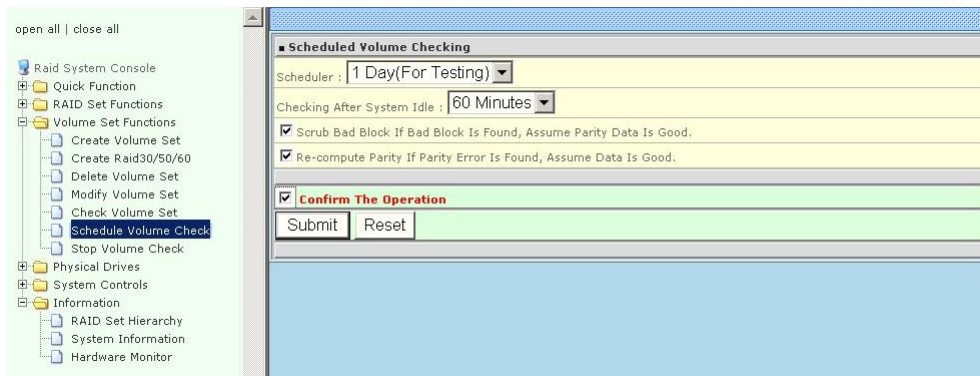 open all | close all
Raid System Console
Quick Function
RAID Set Functions
Volume Set Functions
Create Volume Set
Create Raid30/50/60
Delete Volume Set
Modify Volume Set
Check Volume Set
Schedule Volume Check
Stop Volume Check
Physical Drives
System Controls
Information
RAID Set Hierarchy
System Information
Hardware Monitor
Scheduled Volume Checking
Scheduler : 1 Day(For Testing)
Checking After System Idle : 60 Minutes
Scrub Bad Block If Bad Block Is Found, Assume Parity Data Is Good.
Re-compute Parity If Parity Error Is Found, Assume Data Is Good.
Confirm The Operation
Submit Reset